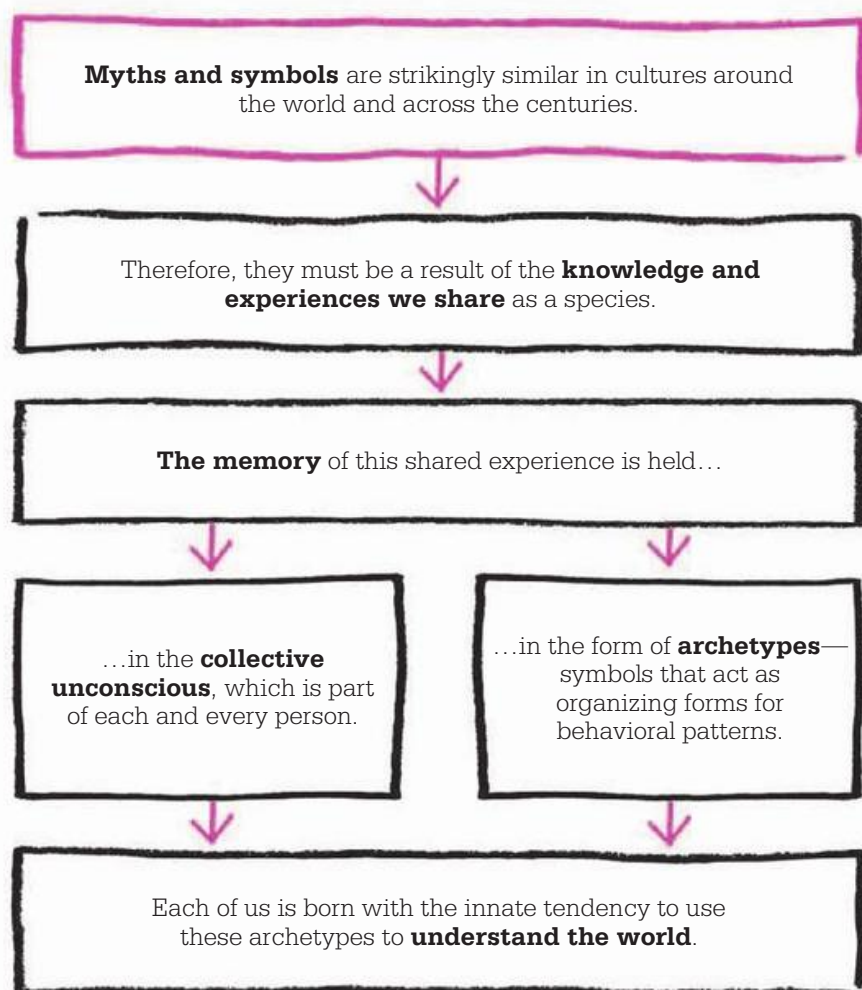 Myths and symbols are strikingly similar in cultures around
the world and across the centuries.
Therefore, they must be a result of the knowledge and
experiences we share as a species.
The memory of this shared experience is held…
…in the collective
unconscious, which is part
of each and every person.
…in the form of archetypes—
symbols that act as
organizing forms for
behavioral patterns.
Each of us is born with the innate tendency to use
these archetypes to understand the world.